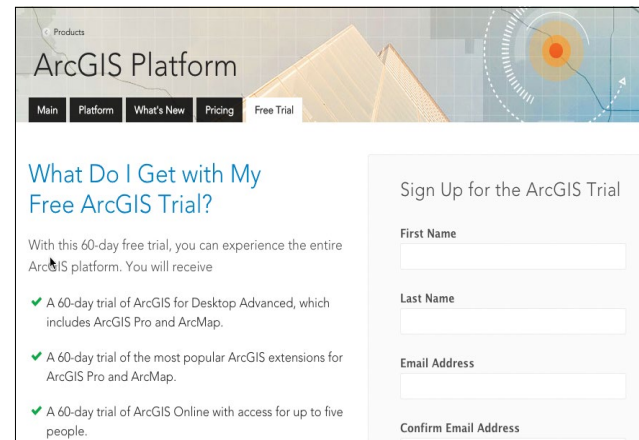 Products
ArcGIS Platform
Main Platform What's New Pricing Free Trial
What Do I Get with My
Free ArcGIS Trial?
With this 60-day free trial, you can experience the entire
ArcGIS platform. You will receive
A 60-day trial of ArcGIS for Desktop Advanced, which
includes ArcGIS Pro and ArcMap.
A 60-day trial of the most popular ArcGIS extensions for
ArcGIS Pro and ArcMap.
A 60-day trial of ArcGIS Online with access for up to five
people.
Sign Up for the ArcGIS Trial
First Name
Last Name
Email Address
Confirm Email Address